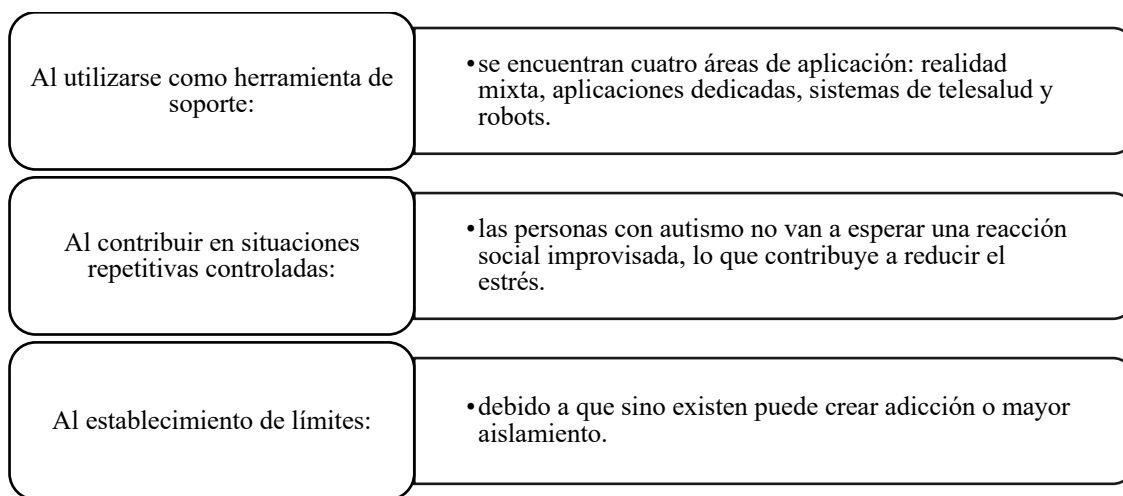 Al utilizarse como herramienta de
soporte:
•se encuentran cuatro áreas de aplicación: realidad
mixta, aplicaciones dedicadas, sistemas de telesalud y
robots.
Al contribuir en situaciones
repetitivas controladas:
•las personas con autismo no van a esperar una reacción
social improvisada, lo que contribuye a reducir el
estrés.
Al establecimiento de límites:
•debido a que sino existen puede crear adicción o mayor
aislamiento.